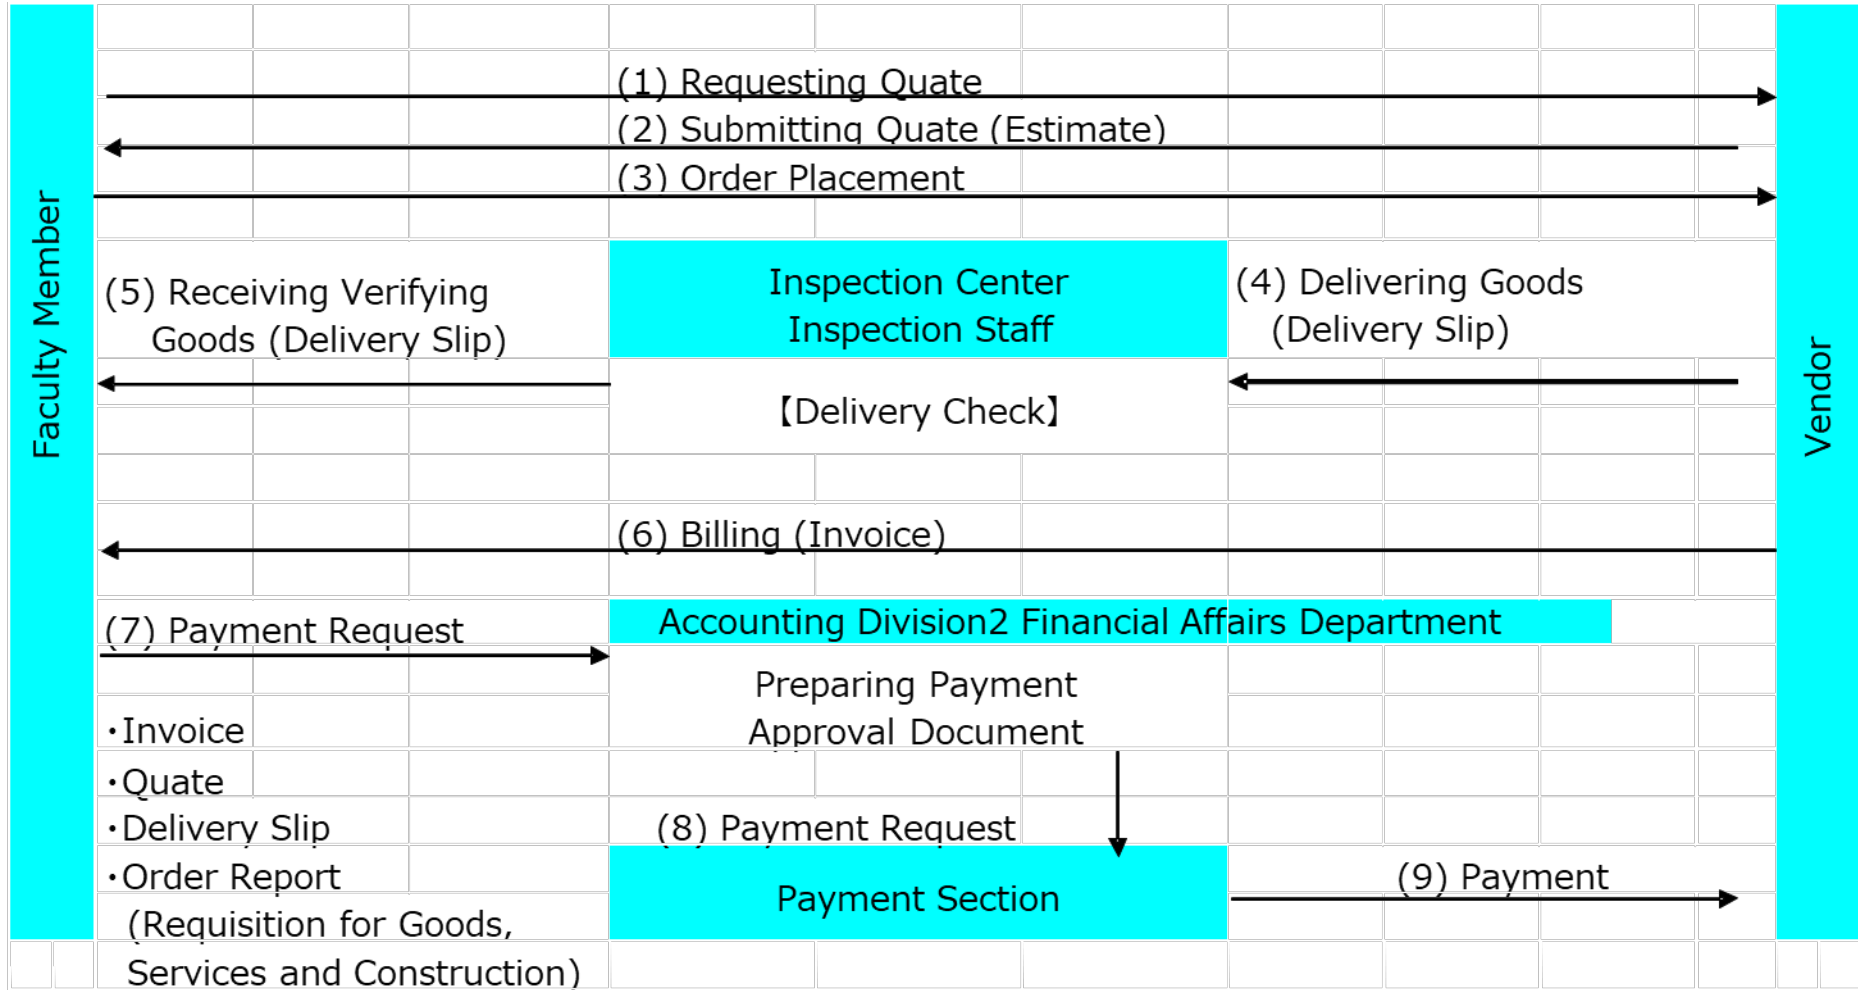 (1) Requesting Quate
(2) Submitting Quate (Estimate)
(3) Order Placement
Faculty Member
(5) Receiving Verifying
Goods (Delivery Slip)
Inspection Center
Inspection Staff
(4) Delivering Goods
(Delivery Slip)
Vendor
【Delivery Check】
(6) Billing (Invoice)
(7) Payment Request
Accounting Division2 Financial Affairs Department
Preparing Payment
Approval Document
・Invoice
・Quate
・Delivery Slip
(8) Payment Request
・Order Report
(Requisition for Goods,
Services and Construction)
Payment Section
(9) Payment